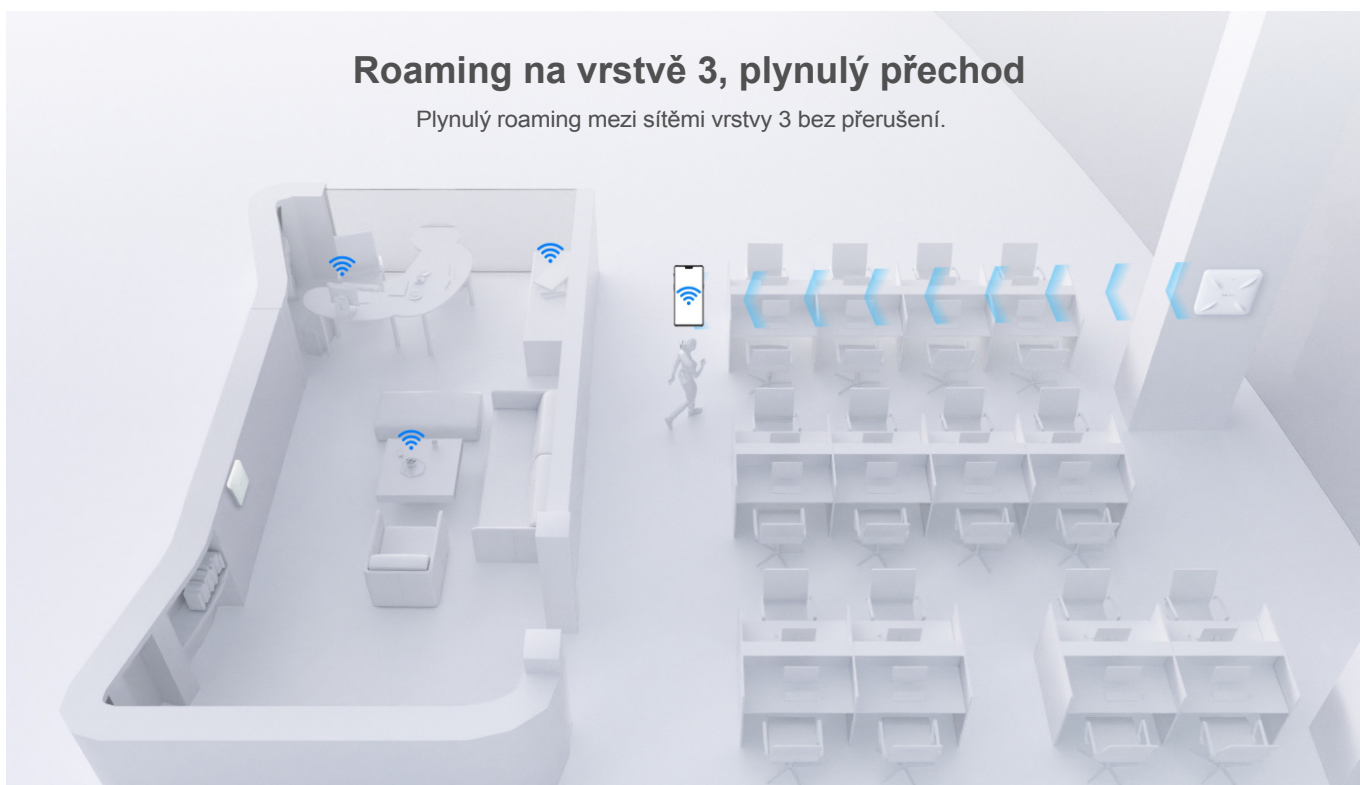 Roaming na vrstvě 3, plynulý přechod
Plynulý roaming mezi sítěmi vrstvy 3 bez přerušení.